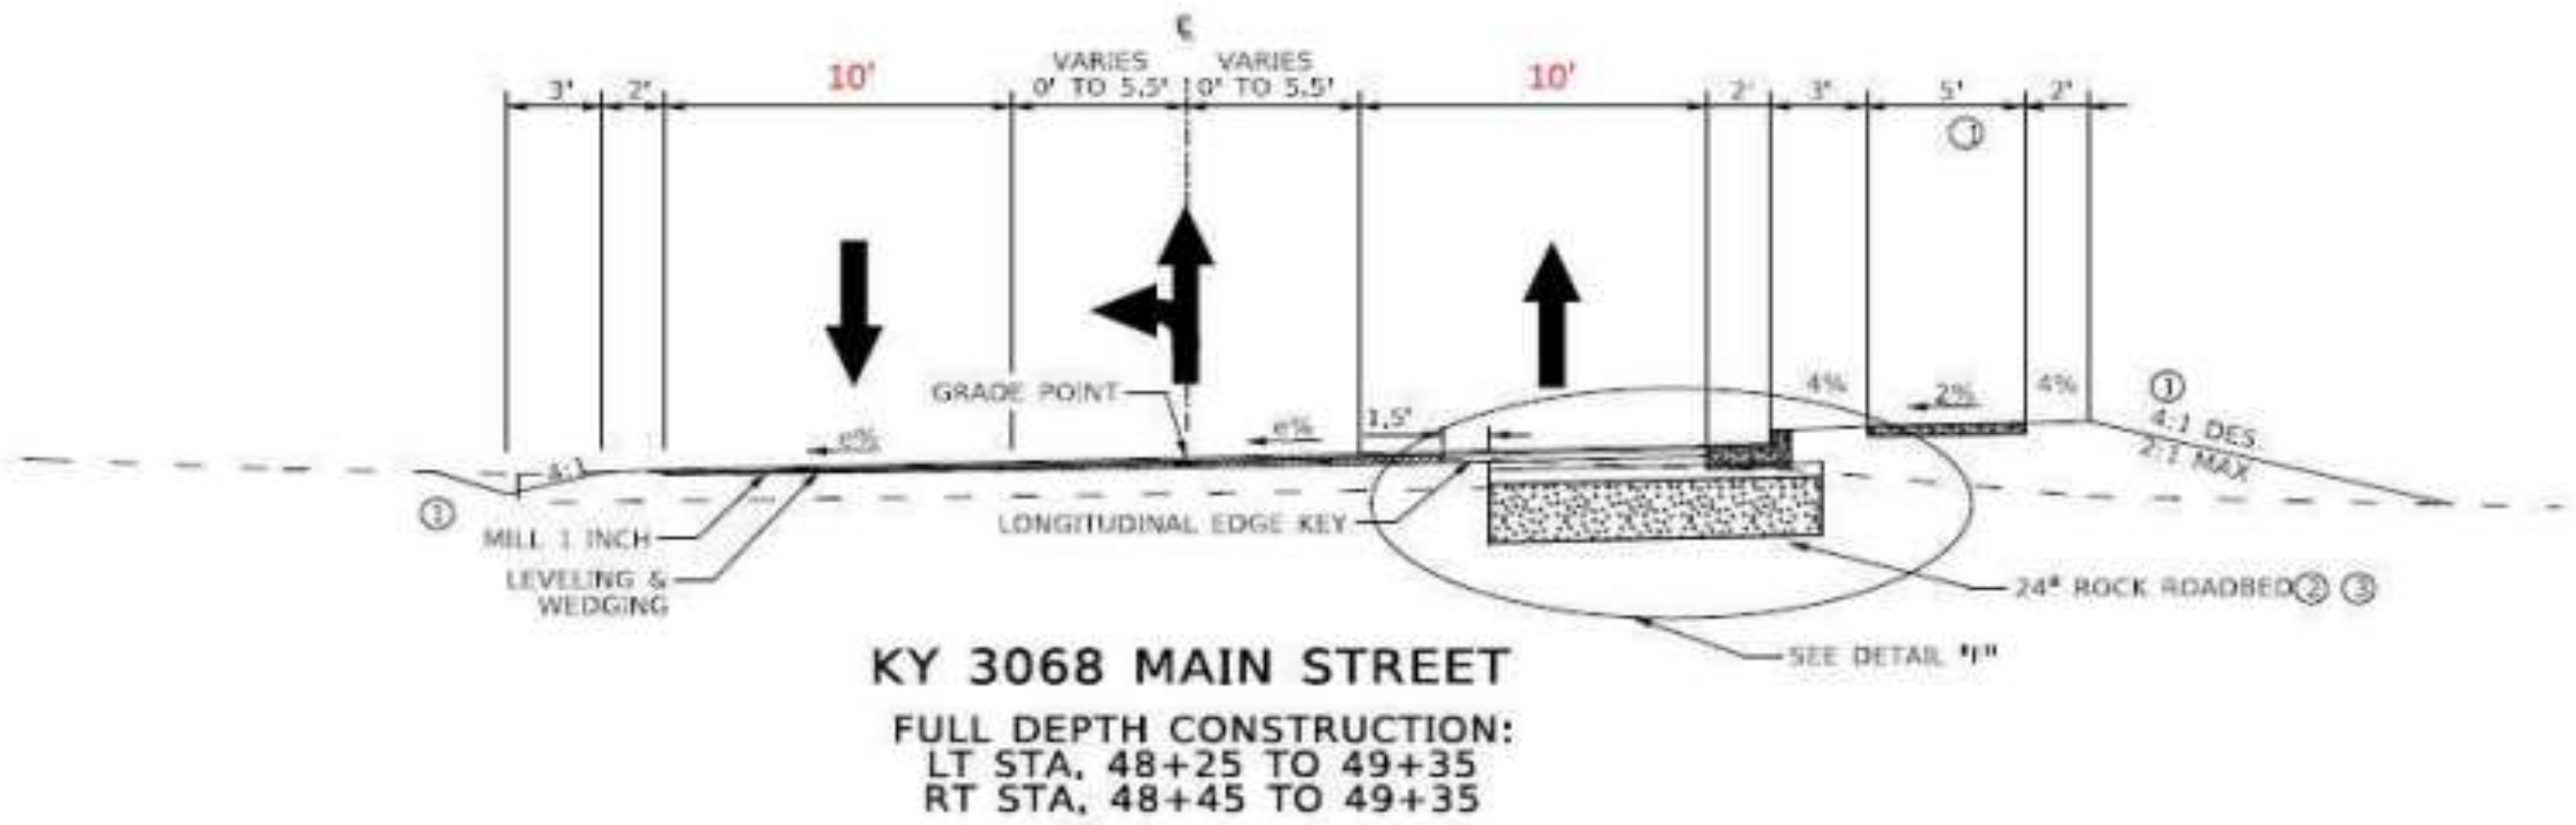 ℄
VARIES VARIES
3' 2' 10' 0' TO 5.5' 0' TO 5.5' 10' 2' 3' 5' 2'
1
GRADE POINT
e% e% 1.5' 4% 2% 4% 1
4:1 4:1 DES.
2:1 MAX
1
MILL 1 INCH
LONGITUDINAL EDGE KEY
LEVELING &
WEDGING
24" ROCK ROADBED 2 3
SEE DETAIL
KY 3068 MAIN STREET
FULL DEPTH CONSTRUCTION:
LT STA. 48+25 TO 49+35
RT STA. 48+45 TO 49+35